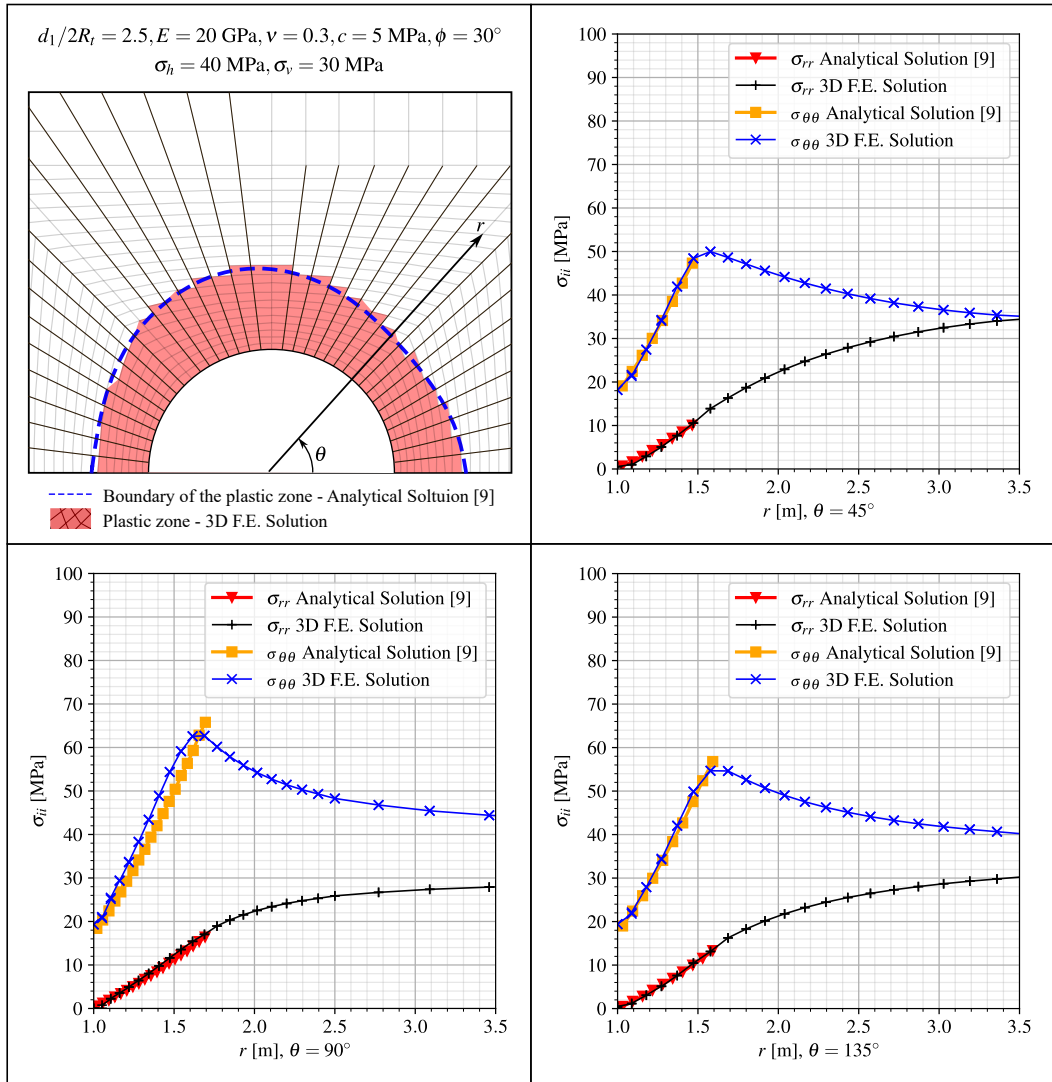 d₁/2Rₜ = 2.5, E = 20 GPa, ν = 0.3, c = 5 MPa, ϕ = 30°
σₕ = 40 MPa, σᵥ = 30 MPa
r
θ
Boundary of the plastic zone - Analytical Soltuion [9]
Plastic zone - 3D F.E. Solution
100
90
80
70
60
50
40
30
20
10
0
σᵢᵢ [MPa]
σrr Analytical Solution [9]
σrr 3D F.E. Solution
σθθ Analytical Solution [9]
σθθ 3D F.E. Solution
1.0 1.5 2.0 2.5 3.0 3.5
r [m], θ = 45°
100
90
80
70
60
50
40
30
20
10
0
σᵢᵢ [MPa]
σrr Analytical Solution [9]
σrr 3D F.E. Solution
σθθ Analytical Solution [9]
σθθ 3D F.E. Solution
1.0 1.5 2.0 2.5 3.0 3.5
r [m], θ = 90°
100
90
80
70
60
50
40
30
20
10
0
σᵢᵢ [MPa]
σrr Analytical Solution [9]
σrr 3D F.E. Solution
σθθ Analytical Solution [9]
σθθ 3D F.E. Solution
1.0 1.5 2.0 2.5 3.0 3.5
r [m], θ = 135°